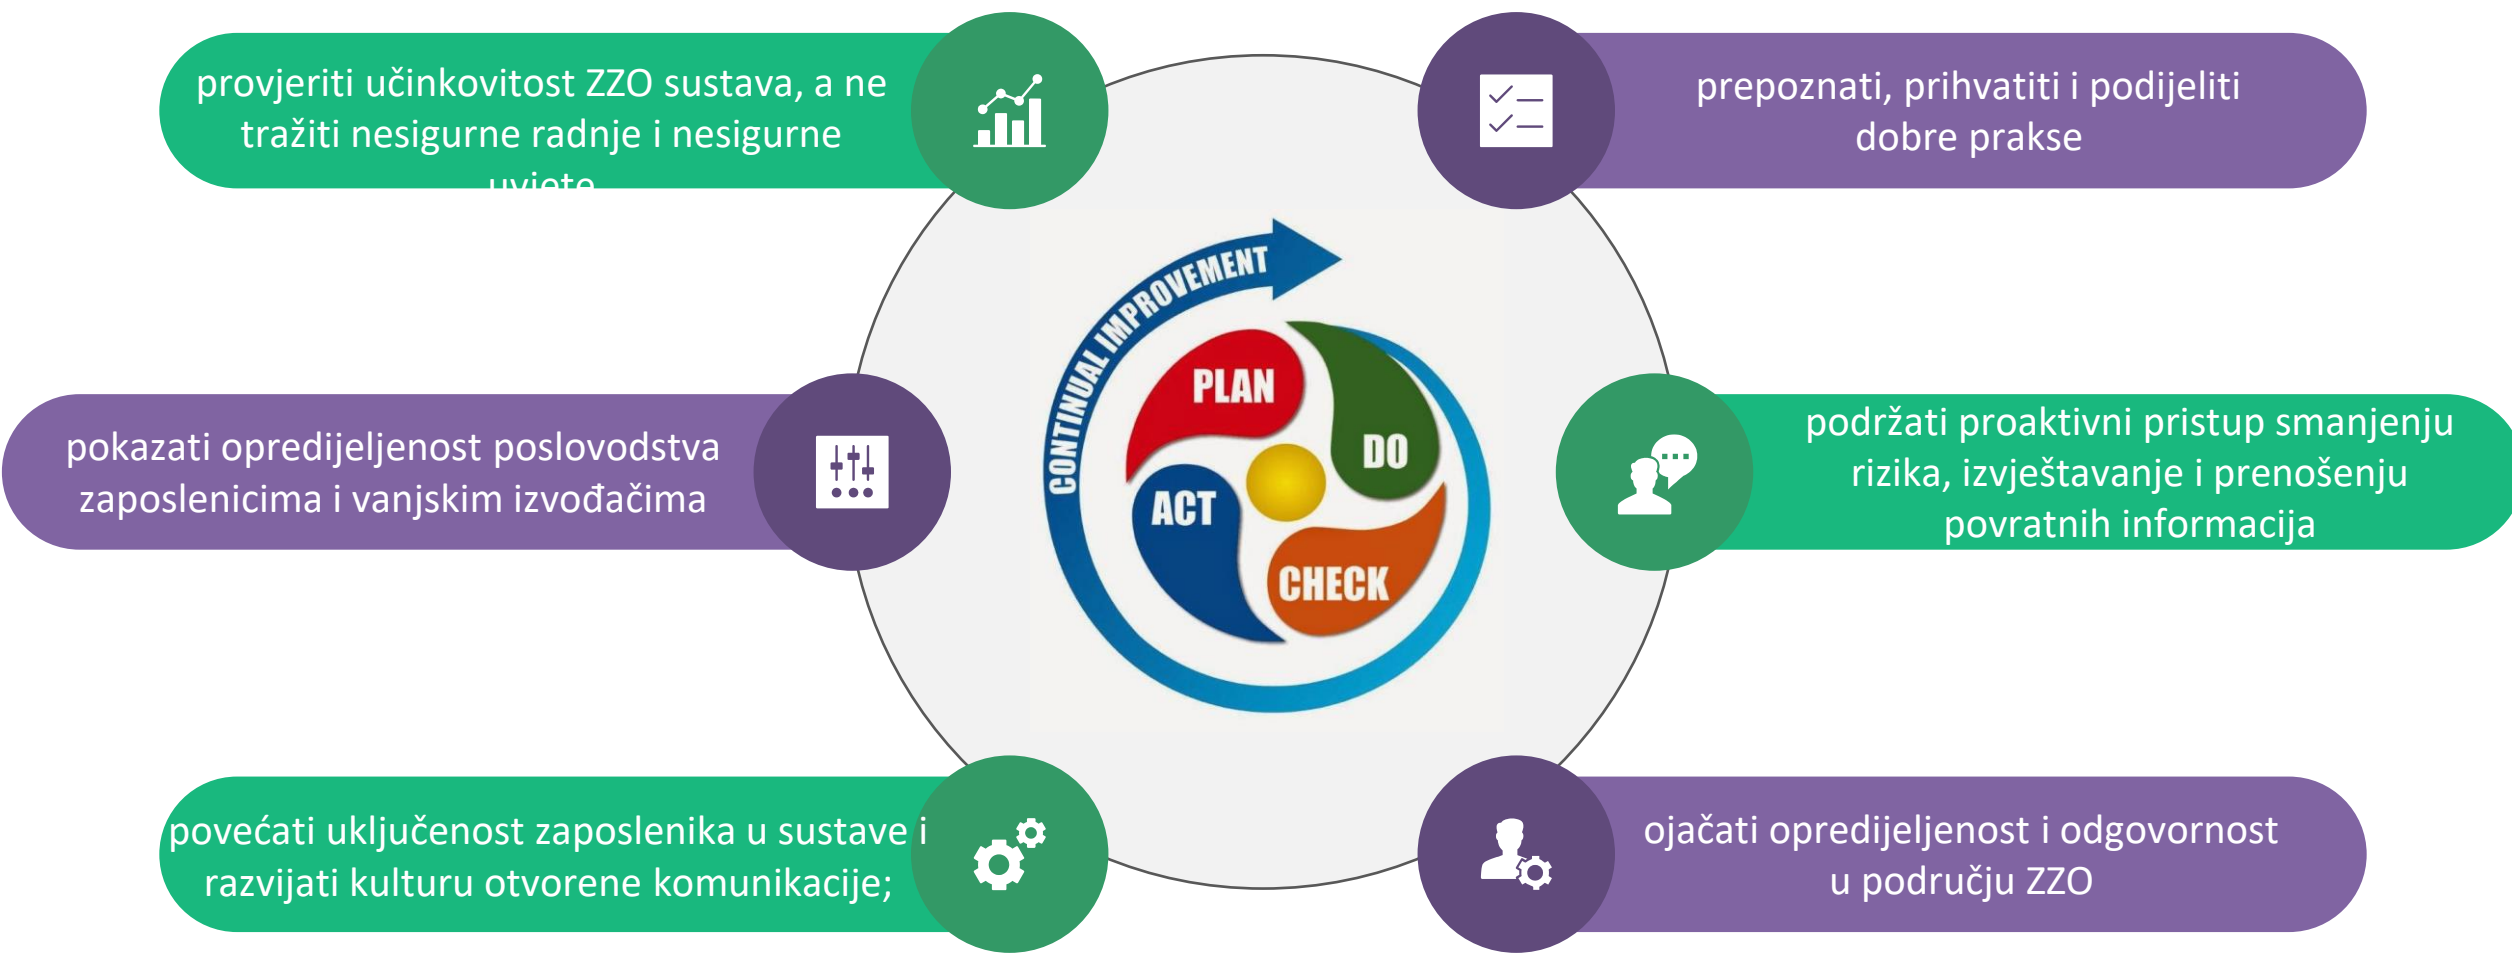 provjeriti učinkovitost ZZO sustava, a ne
tražiti nesigurne radnje i nesigurne
uvjete
prepoznati, prihvatiti i podijeliti
dobre prakse
pokazati opredijeljenost poslovodstva
zaposlenicima i vanjskim izvođačima
CONTINUAL IMPROVEMENT
PLAN
DO
ACT
CHECK
podržati proaktivni pristup smanjenju
rizika, izvještavanje i prenošenju
povratnih informacija
povećati uključenost zaposlenika u sustave i
razvijati kulturu otvorene komunikacije;
ojačati opredijeljenost i odgovornost
u području ZZO